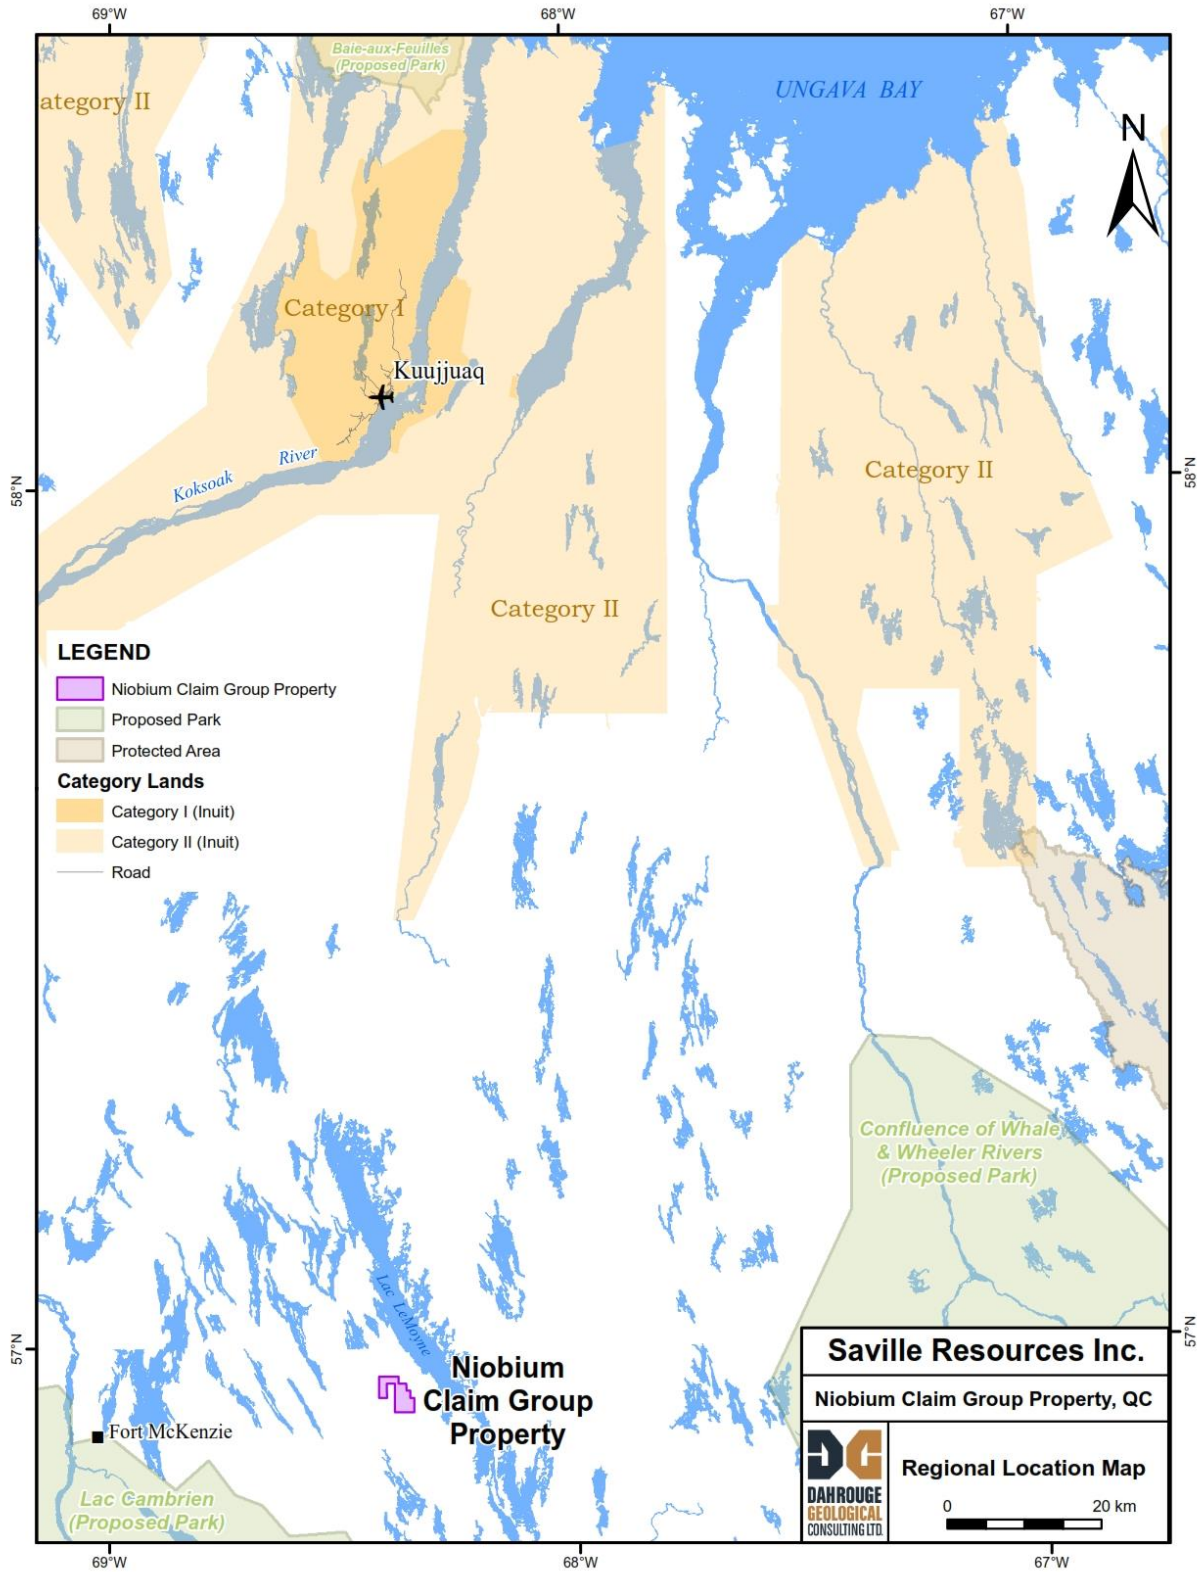 69°W
68°W
67°W
Baie-aux-Feuilles
(Proposed Park)
ategory II
UNGAVA BAY
N
Category I
Kuujjuaq
Koksoak River
58°N
58°N
Category II
Category II
LEGEND
Niobium Claim Group Property
Proposed Park
Protected Area
Category Lands
Category I (Inuit)
Category II (Inuit)
Road
Confluence of Whale
& Wheeler Rivers
(Proposed Park)
Lac LeMoyne
57°N
57°N
Niobium
Claim Group
Property
Fort McKenzie
Lac Cambrien
(Proposed Park)
Saville Resources Inc.
Niobium Claim Group Property, QC
DAHROUGE
GEOLOGICAL
CONSULTING LTD.
Regional Location Map
0 20 km
69°W
68°W
67°W